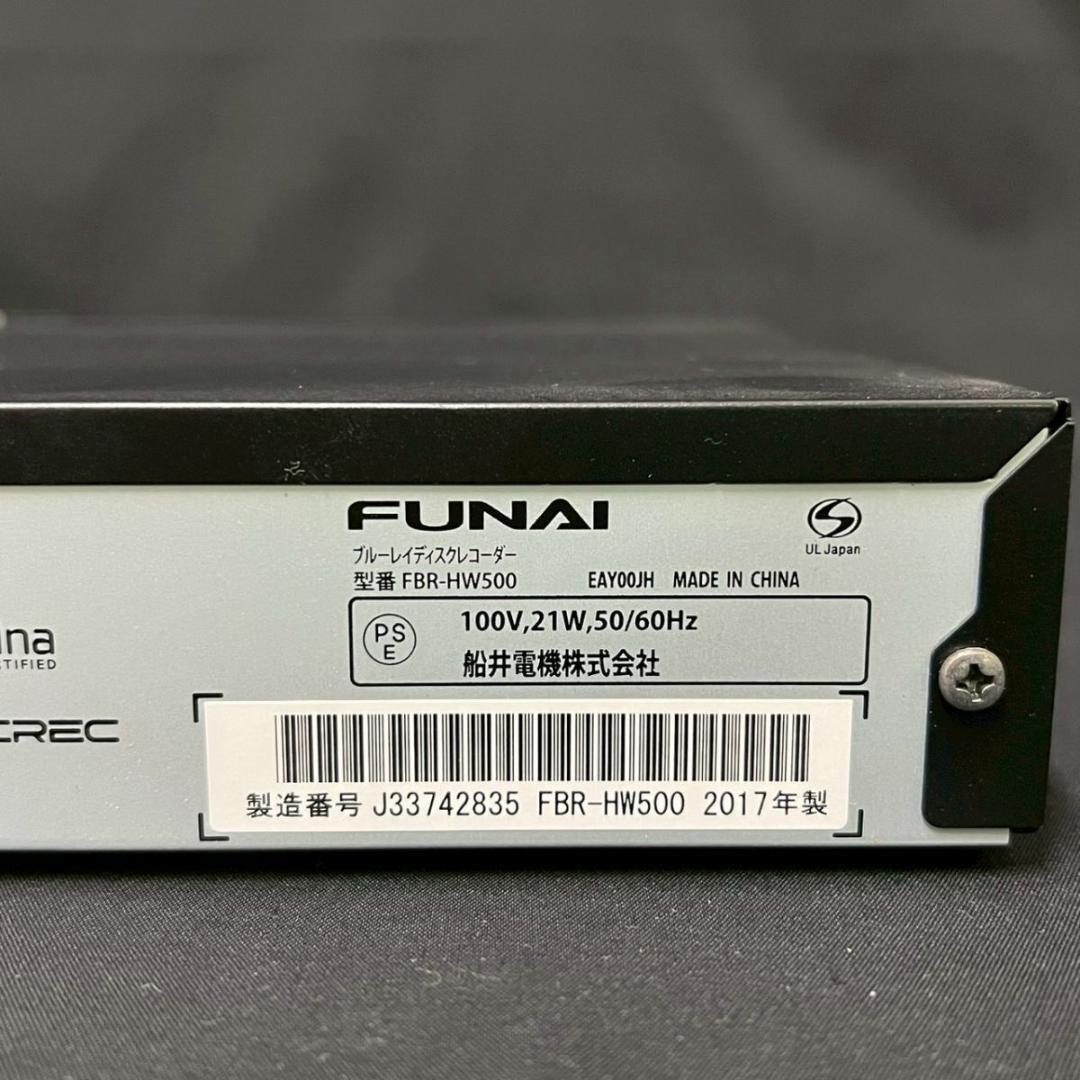 FUNAI
UL Japan
ブルーレイディスクレコーダー
型番 FBR-HW500 EAY00JH MADE IN CHINA
PS
E
100V,21W,50/60Hz
船井電機株式会社
製造番号 J33742835 FBR-HW500 2017年製